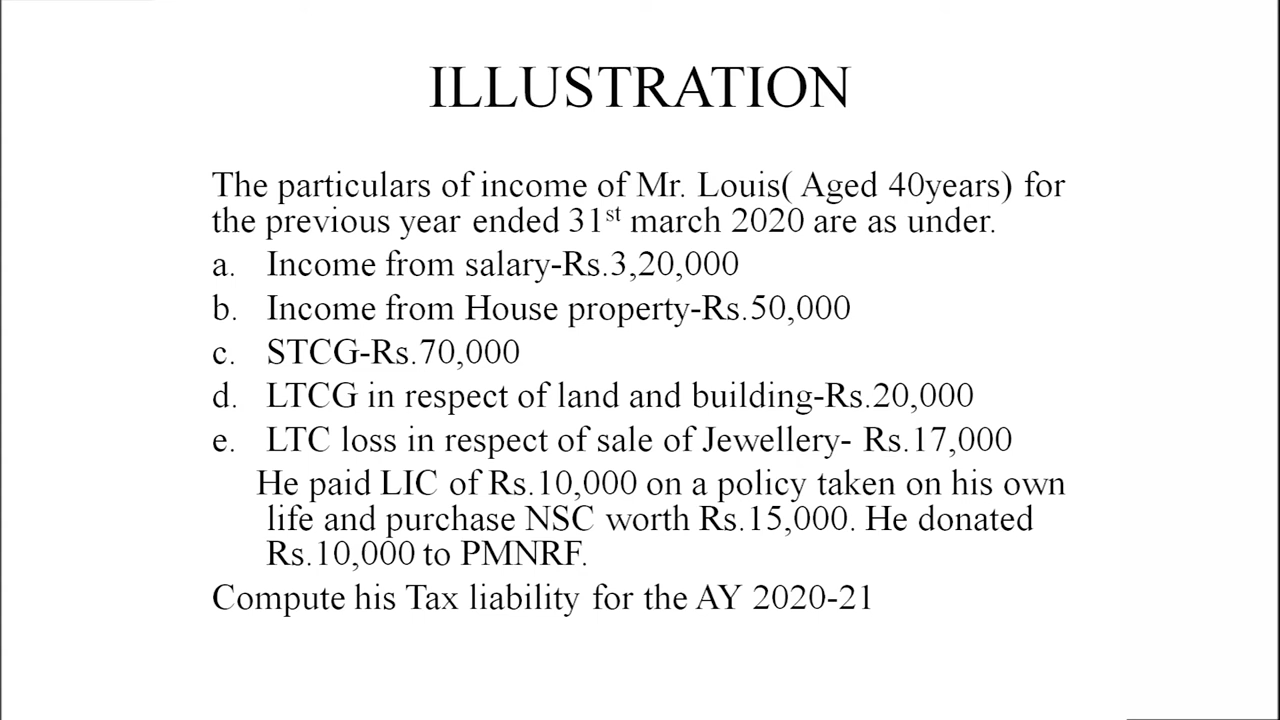 ILLUSTRATION
The particulars of income of Mr. Louis( Aged 40years) for
the previous year ended 31st march 2020 are as under.
a. Income from salary-Rs.3,20,000
b. Income from House property-Rs.50,000
c. STCG-Rs.70,000
d. LTCG in respect of land and building-Rs.20,000
e. LTC loss in respect of sale of Jewellery- Rs.17,000
He paid LIC of Rs.10,000 on a policy taken on his own
life and purchase NSC worth Rs.15,000. He donated
Rs.10,000 to PMNRF.
Compute his Tax liability for the AY 2020-21